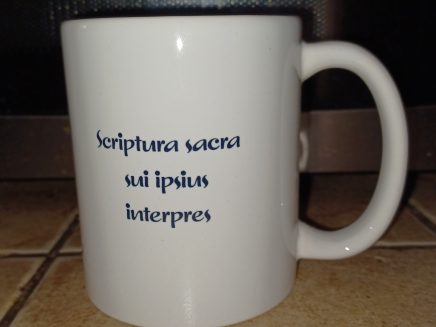 Scriptura sacra
sui ipsius
interpres